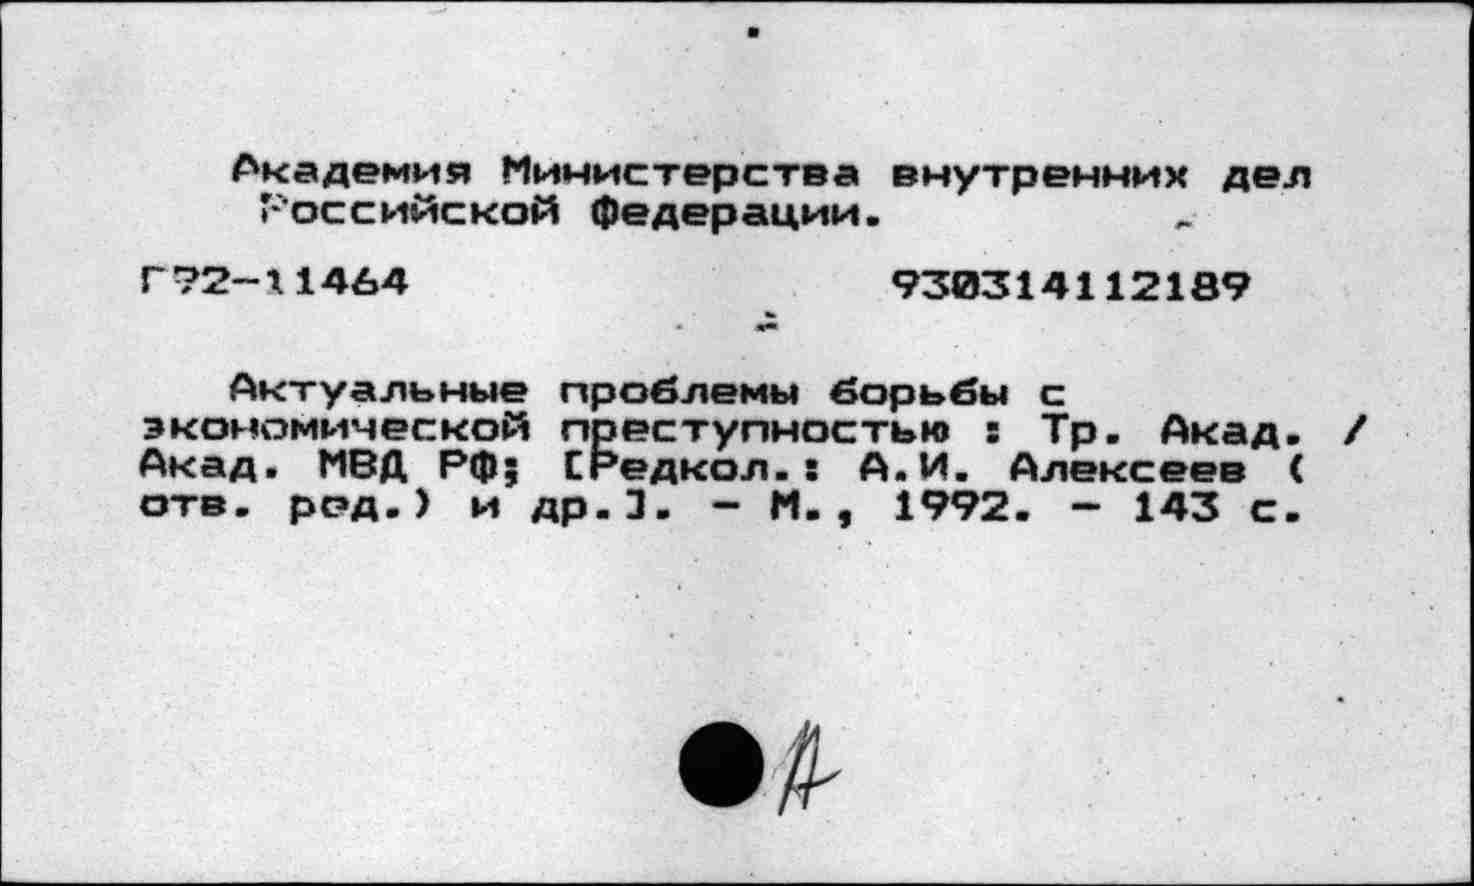 Академия Министерства внутренних дел
Российской Федерации.
Г92-11464 930314112189
Актуальные проблемы борьбы с
экономической преступностью : Тр. Акад. /
Акад. МВД РФ; [Редкол.: А.И. Алексеев (
отв. ред.) и др.]. - М., 1992. - 143 с.
А